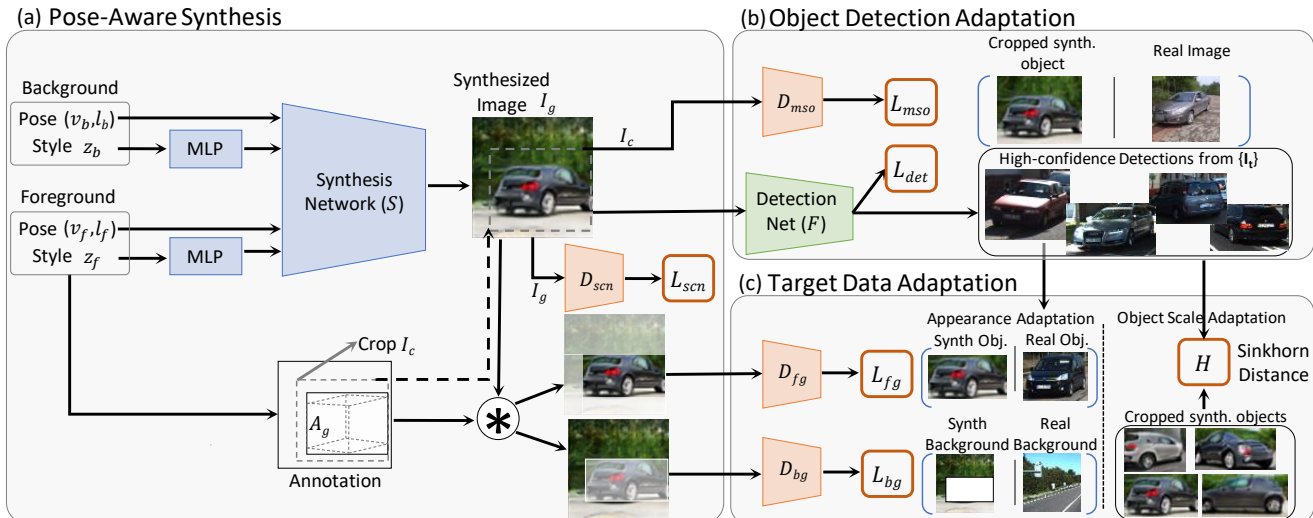 (a) Pose-Aware Synthesis
Background
Pose (v_b,l_b)
Style z_b
MLP
Foreground
Pose (v_f,l_f)
Style z_f
MLP
Synthesis
Network (S)
Synthesized
Image I_g
I_c
I_g
D_scn
L_scn
Crop I_c
A_g
Annotation
*
(b) Object Detection Adaptation
D_mso
L_mso
Cropped synth.
object
Real Image
Detection
Net (F)
L_det
High-confidence Detections from {I_t}
(c) Target Data Adaptation
D_fg
L_fg
Appearance Adaptation
Synth Obj.
Real Obj.
D_bg
L_bg
Synth
Background
Real
Background
Object Scale Adaptation
H
Sinkhorn
Distance
Cropped synth. objects